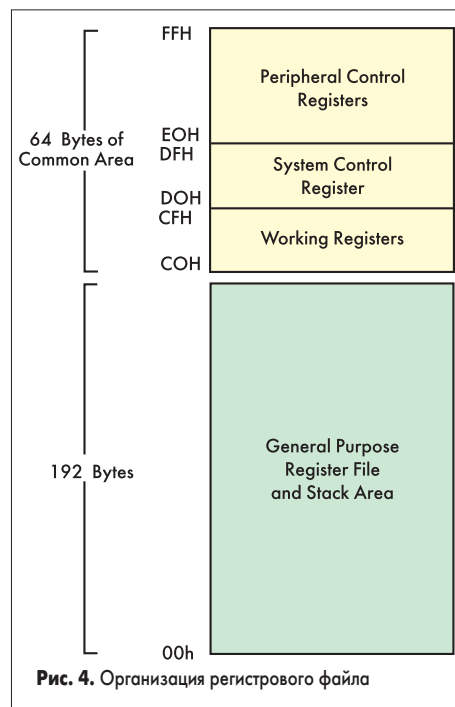 FFH
Peripheral Control
Registers
64 Bytes of
Common Area
EOH
DFH
System Control
Register
DOH
CFH
Working Registers
COH
General Purpose
Register File
and Stack Area
192 Bytes
00h
Рис. 4. Организация регистрового файла